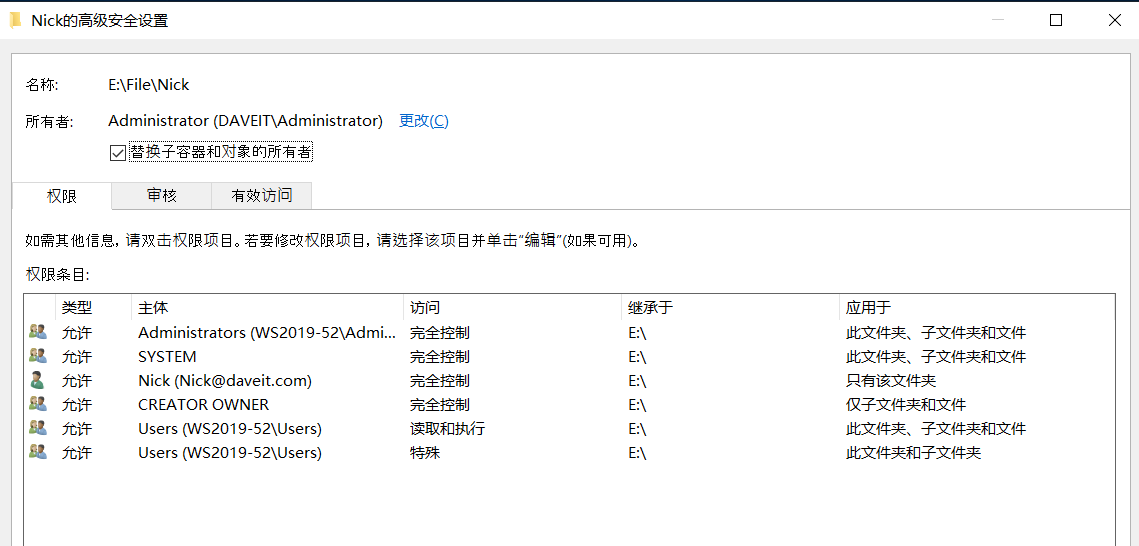 Nick的高级安全设置
名称: E:\File\Nick
所有者: Administrator (DAVEIT\Administrator) 更改(C)
替换子容器和对象的所有者
权限 审核 有效访问
如需其他信息，请双击权限项目。若要修改权限项目，请选择该项目并单击“编辑”(如果可用)。
权限条目:
类型 主体 访问 继承于 应用于
允许 Administrators (WS2019-52\Admi... 完全控制 E:\ 此文件夹、子文件夹和文件
允许 SYSTEM 完全控制 E:\ 此文件夹、子文件夹和文件
允许 Nick (Nick@daveit.com) 完全控制 E:\ 只有该文件夹
允许 CREATOR OWNER 完全控制 E:\ 仅子文件夹和文件
允许 Users (WS2019-52\Users) 读取和执行 E:\ 此文件夹、子文件夹和文件
允许 Users (WS2019-52\Users) 特殊 E:\ 此文件夹和子文件夹